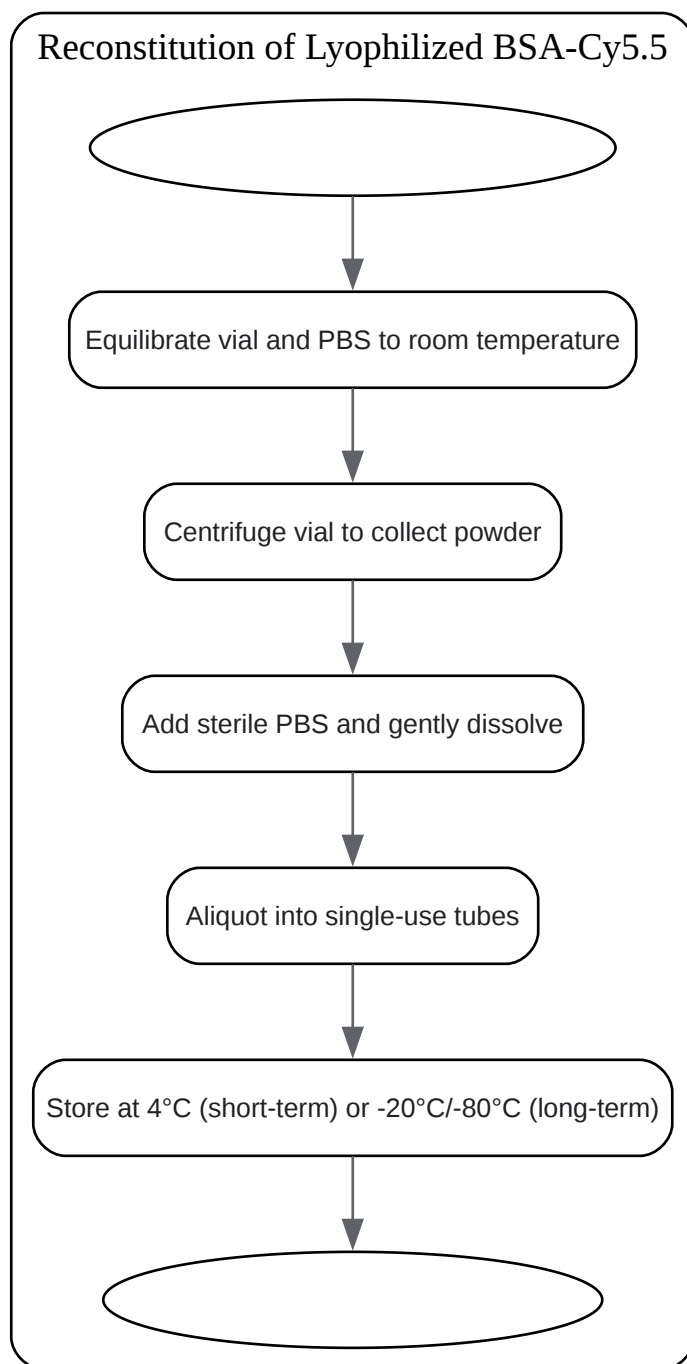 Reconstitution of Lyophilized BSA-Cy5.5
Equilibrate vial and PBS to room temperature
Centrifuge vial to collect powder
Add sterile PBS and gently dissolve
Aliquot into single-use tubes
Store at 4°C (short-term) or -20°C/-80°C (long-term)